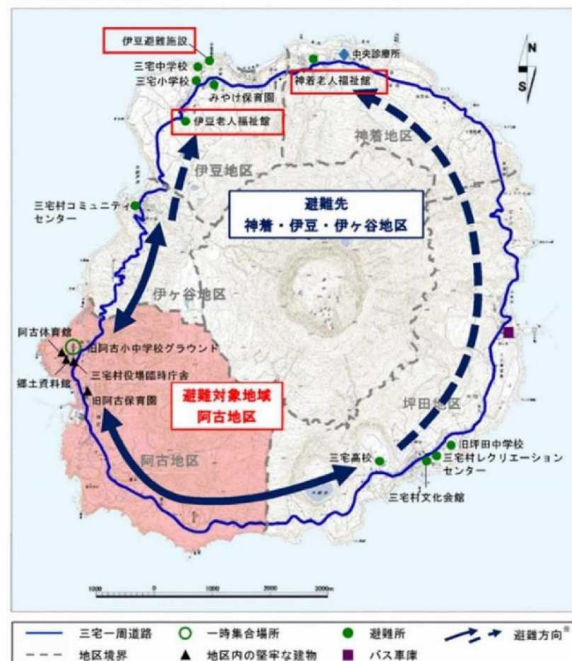 伊豆避難施設
三宅中学校
三宅小学校
みやけ保育園
中央診療所
神着老人福祉館
伊豆老人福祉館
N
S
伊豆地区
神着地区
避難先
神着・伊豆・伊ヶ谷地区
三宅村コミュニティ
センター
伊ヶ谷地区
阿古体育館
旧阿古小中学校グラウンド
郷土資料館
三宅村役場臨時庁舎
旧阿古保育園
避難対象地域
阿古地区
阿古地区
坪田地区
三宅高校
旧坪田中学校
三宅村レクリエーション
センター
三宅村文化会館
1000 0 1000 2000m
三宅一周道路
一時集合場所
避難所
避難方向※
地区境界
地区内の堅牢な建物
バス車庫